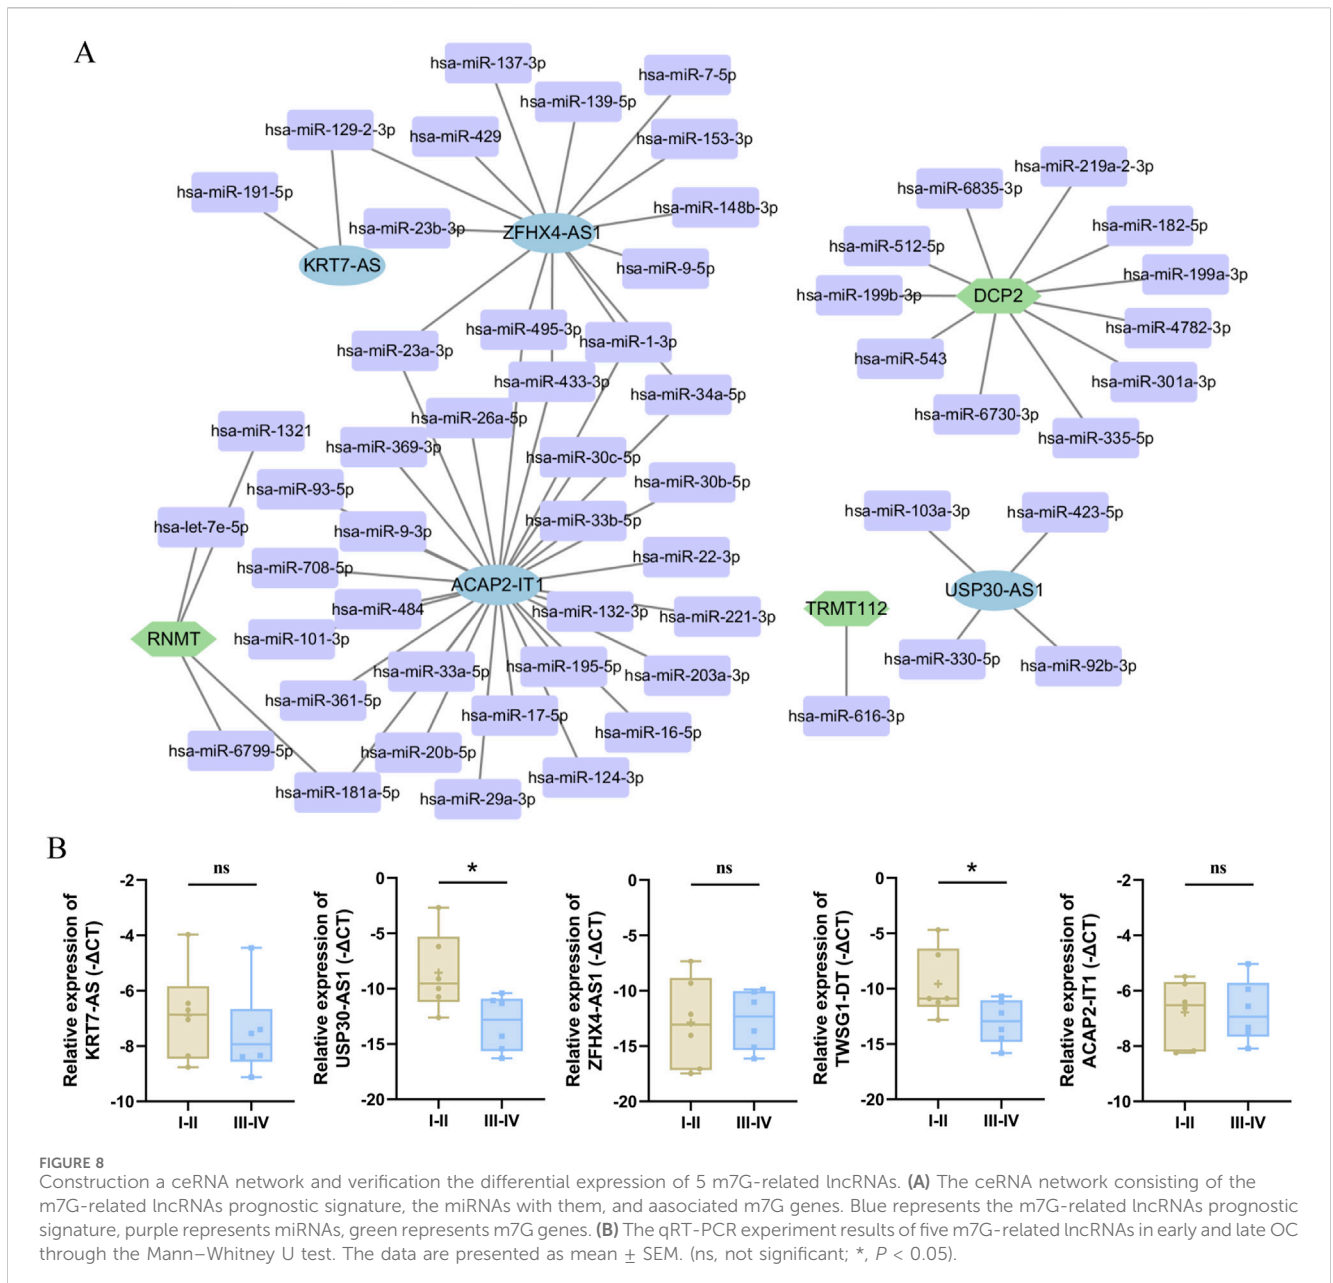 A
hsa-miR-137-3p
hsa-miR-7-5p
hsa-miR-139-5p
hsa-miR-129-2-3p
hsa-miR-429
hsa-miR-153-3p
hsa-miR-191-5p
hsa-miR-148b-3p
hsa-miR-23b-3p
ZFHX4-AS1
KRT7-AS
hsa-miR-9-5p
hsa-miR-495-3p
hsa-miR-1-3p
hsa-miR-23a-3p
hsa-miR-433-3p
hsa-miR-34a-5p
hsa-miR-26a-5p
hsa-miR-1321
hsa-miR-369-3p
hsa-miR-30c-5p
hsa-miR-30b-5p
hsa-miR-93-5p
hsa-let-7e-5p
hsa-miR-9-3p
hsa-miR-33b-5p
hsa-miR-22-3p
hsa-miR-708-5p
ACAP2-IT1
hsa-miR-484
hsa-miR-132-3p
hsa-miR-221-3p
RNMT
hsa-miR-101-3p
hsa-miR-33a-5p
hsa-miR-195-5p
hsa-miR-203a-3p
hsa-miR-361-5p
hsa-miR-17-5p
hsa-miR-16-5p
hsa-miR-6799-5p
hsa-miR-20b-5p
hsa-miR-124-3p
hsa-miR-181a-5p
hsa-miR-29a-3p
hsa-miR-219a-2-3p
hsa-miR-6835-3p
hsa-miR-182-5p
hsa-miR-512-5p
hsa-miR-199a-3p
hsa-miR-199b-3p
DCP2
hsa-miR-4782-3p
hsa-miR-543
hsa-miR-301a-3p
hsa-miR-6730-3p
hsa-miR-335-5p
hsa-miR-103a-3p
hsa-miR-423-5p
USP30-AS1
TRMT112
hsa-miR-330-5p
hsa-miR-92b-3p
hsa-miR-616-3p
B
Relative expression of
KRT7-AS (-ΔCT)
-2
-4
-6
-8
-10
ns
I-II
III-IV
Relative expression of
USP30-AS1 (-ΔCT)
0
-5
-10
-15
-20
*
I-II
III-IV
Relative expression of
ZFHX4-AS1 (-ΔCT)
0
-5
-10
-15
-20
ns
I-II
III-IV
Relative expression of
TWSG1-DT (-ΔCT)
0
-5
-10
-15
-20
*
I-II
III-IV
Relative expression of
ACAP2-IT1 (-ΔCT)
-2
-4
-6
-8
-10
ns
I-II
III-IV
FIGURE 8
Construction a ceRNA network and verification the differential expression of 5 m7G-related lncRNAs. (A) The ceRNA network consisting of the
m7G-related lncRNAs prognostic signature, the miRNAs with them, and aasociated m7G genes. Blue represents the m7G-related lncRNAs prognostic
signature, purple represents miRNAs, green represents m7G genes. (B) The qRT-PCR experiment results of five m7G-related lncRNAs in early and late OC
through the Mann–Whitney U test. The data are presented as mean ± SEM. (ns, not significant; *, P < 0.05).